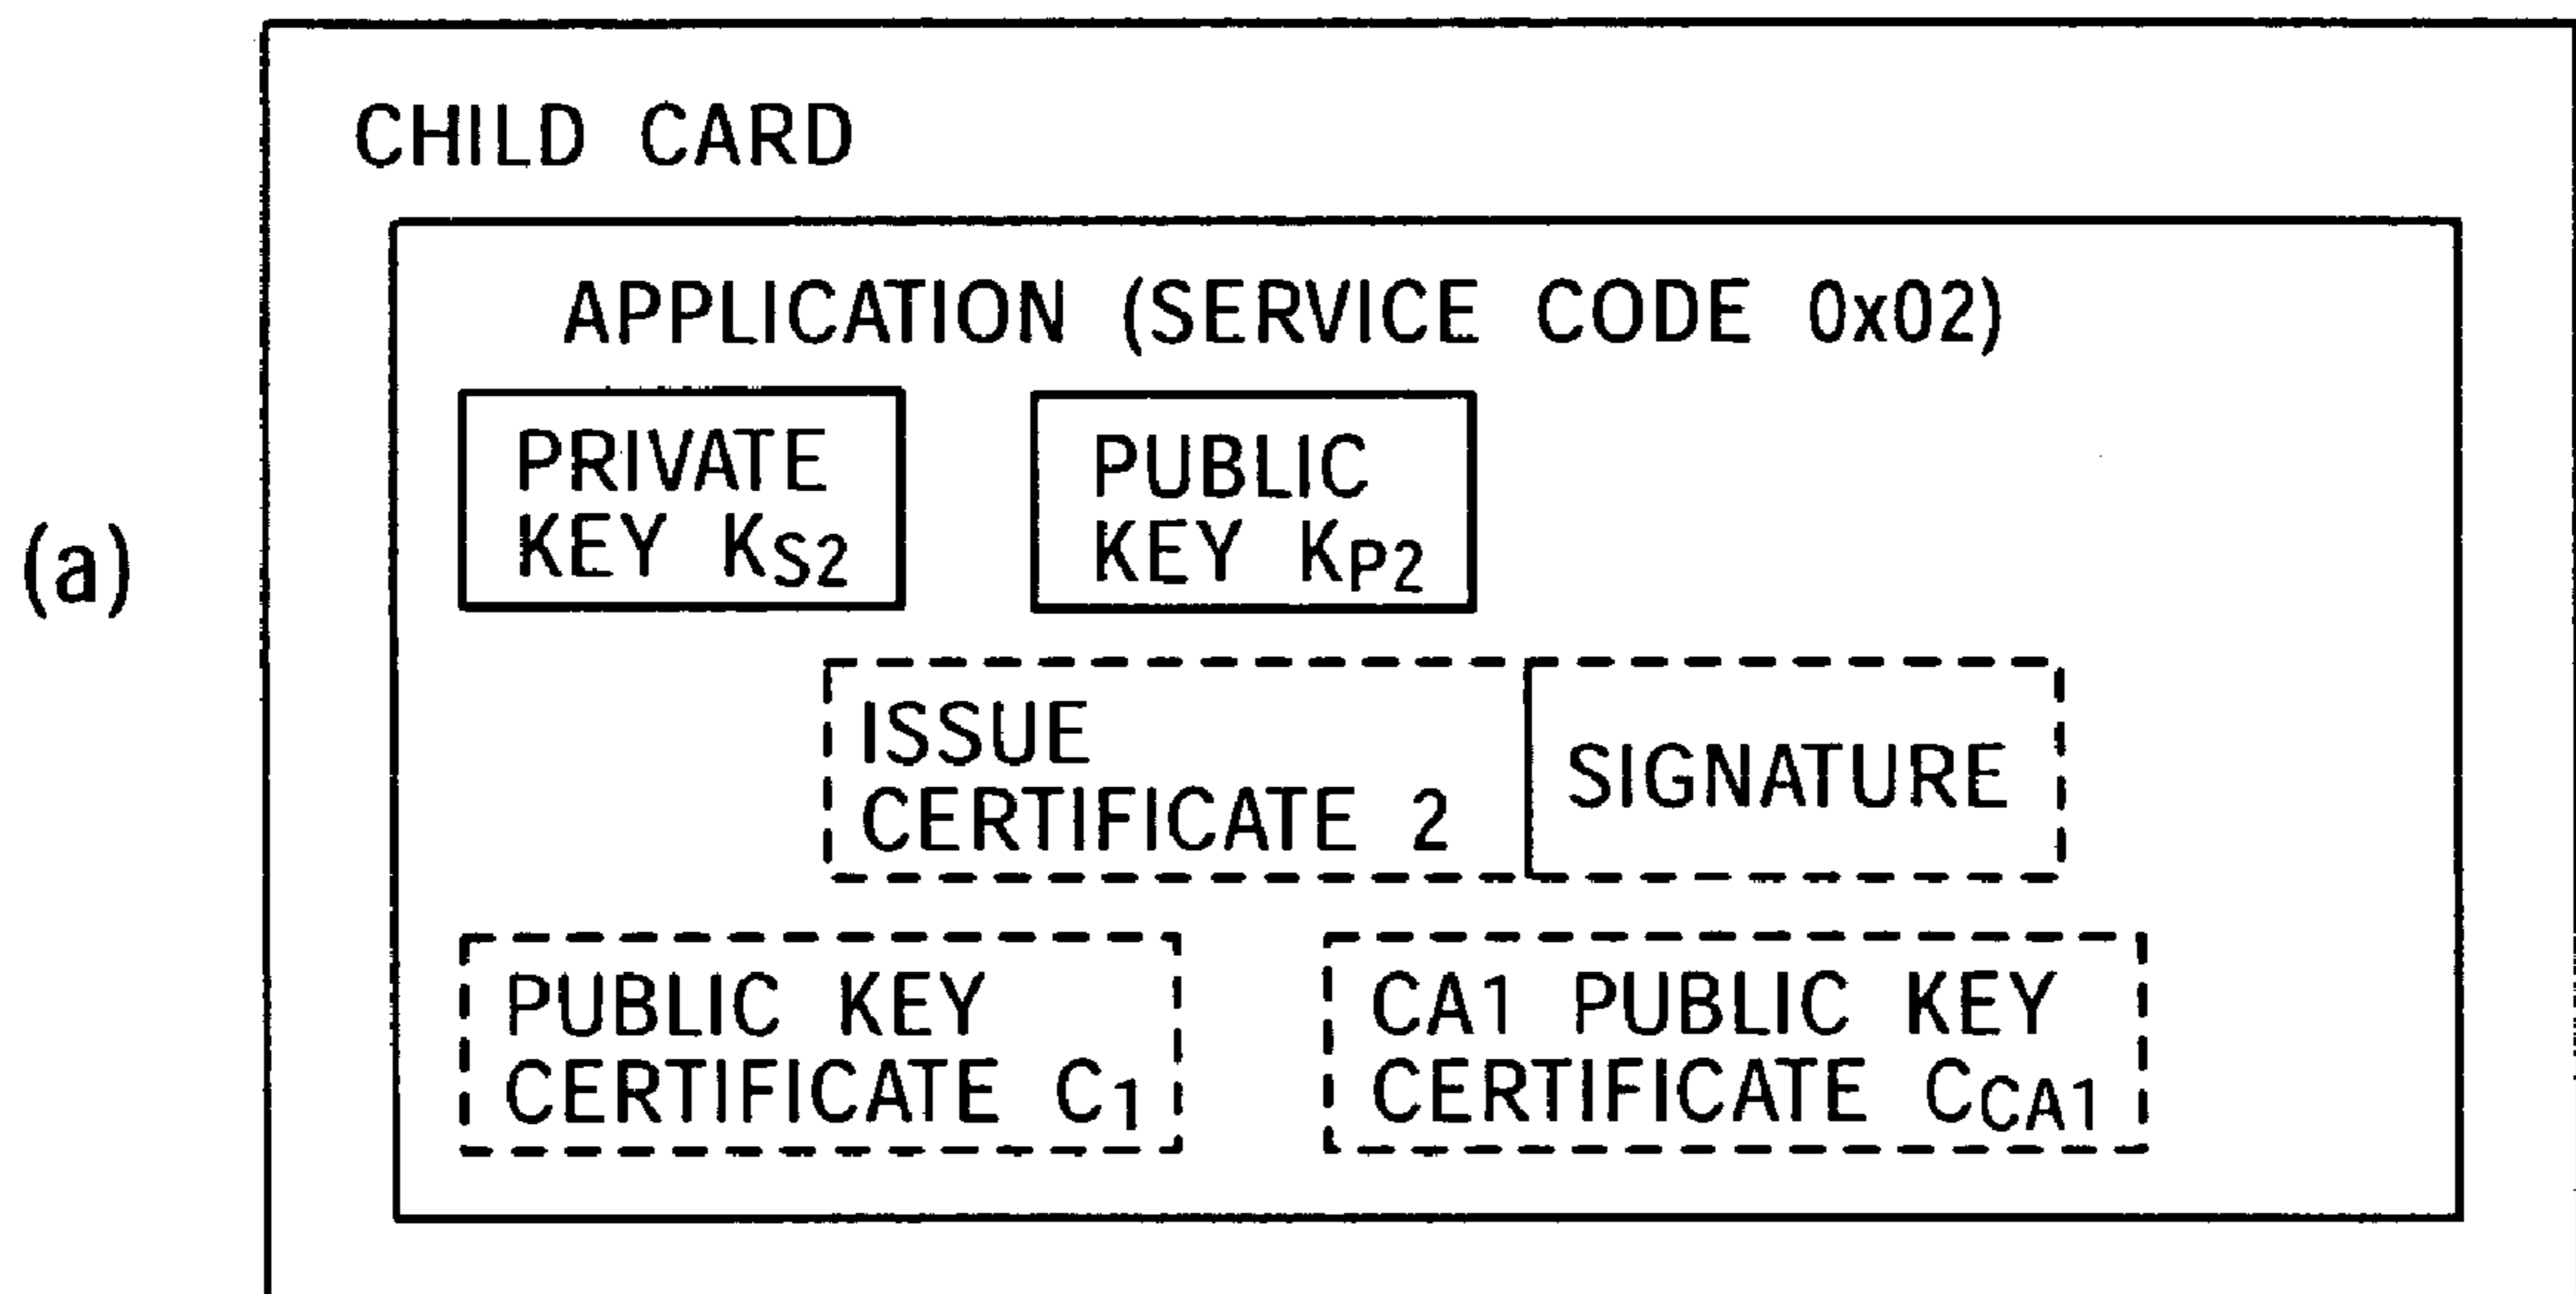 CHILD CARD
APPLICATION (SERVICE CODE 0x02)
PRIVATE
KEY KS2
PUBLIC
KEY KP2
(a)
ISSUE
CERTIFICATE 2
SIGNATURE
PUBLIC KEY
CERTIFICATE C1
CA1 PUBLIC KEY
CERTIFICATE CCA1